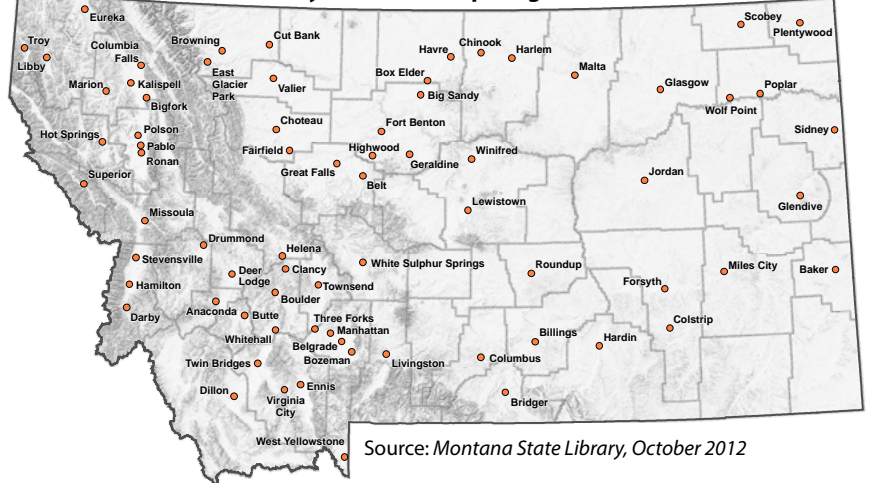 Eureka
Scobey
Plentywood
Troy
Libby
Columbia
Falls
Browning
Cut Bank
Havre
Chinook
Harlem
Malta
East
Glacier
Park
Marion
Kalispell
Bigfork
Valier
Box Elder
Big Sandy
Glasgow
Wolf Point
Poplar
Hot Springs
Polson
Pablo
Ronan
Choteau
Fort Benton
Sidney
Fairfield
Highwood
Geraldine
Winifred
Great Falls
Belt
Superior
Jordan
Lewistown
Glendive
Missoula
Drummond
Helena
Stevensville
Clancy
White Sulphur Springs
Roundup
Miles City
Baker
Deer
Lodge
Townsend
Forsyth
Hamilton
Boulder
Darby
Anaconda
Butte
Three Forks
Manhattan
Colstrip
Whitehall
Belgrade
Bozeman
Billings
Hardin
Livingston
Columbus
Twin Bridges
Dillon
Ennis
Virginia
City
Bridger
West Yellowstone
Source: Montana State Library, October 2012